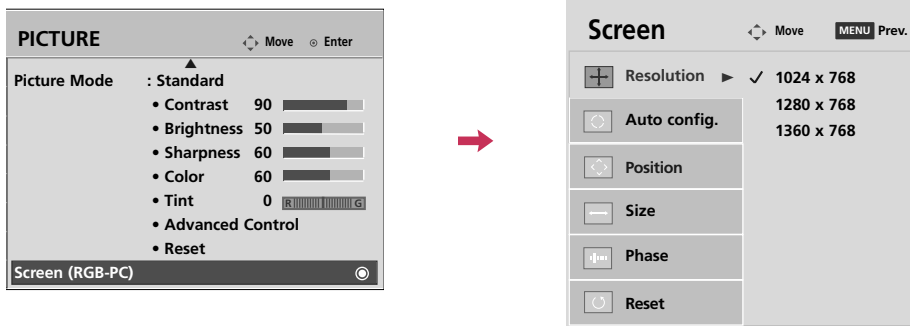 PICTURE Move Enter
Picture Mode : Standard
• Contrast 90
• Brightness 50
• Sharpness 60
• Color 60
• Tint 0 R G
• Advanced Control
• Reset
Screen (RGB-PC)
Screen Move MENU Prev.
Resolution ✓ 1024 x 768
1280 x 768
Auto config. 1360 x 768
Position
Size
Phase
Reset